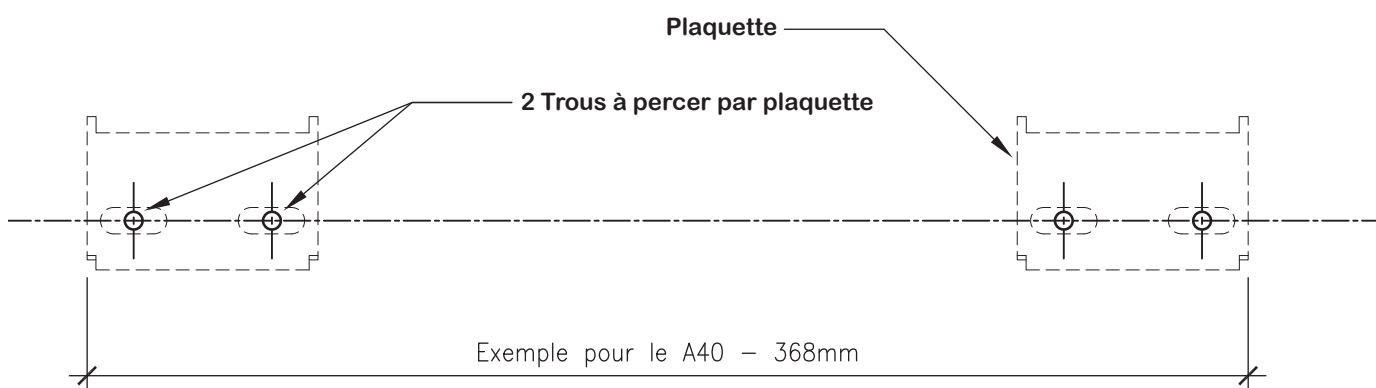 Plaquette
2 Trous à percer par plaquette
Exemple pour le A40 – 368mm